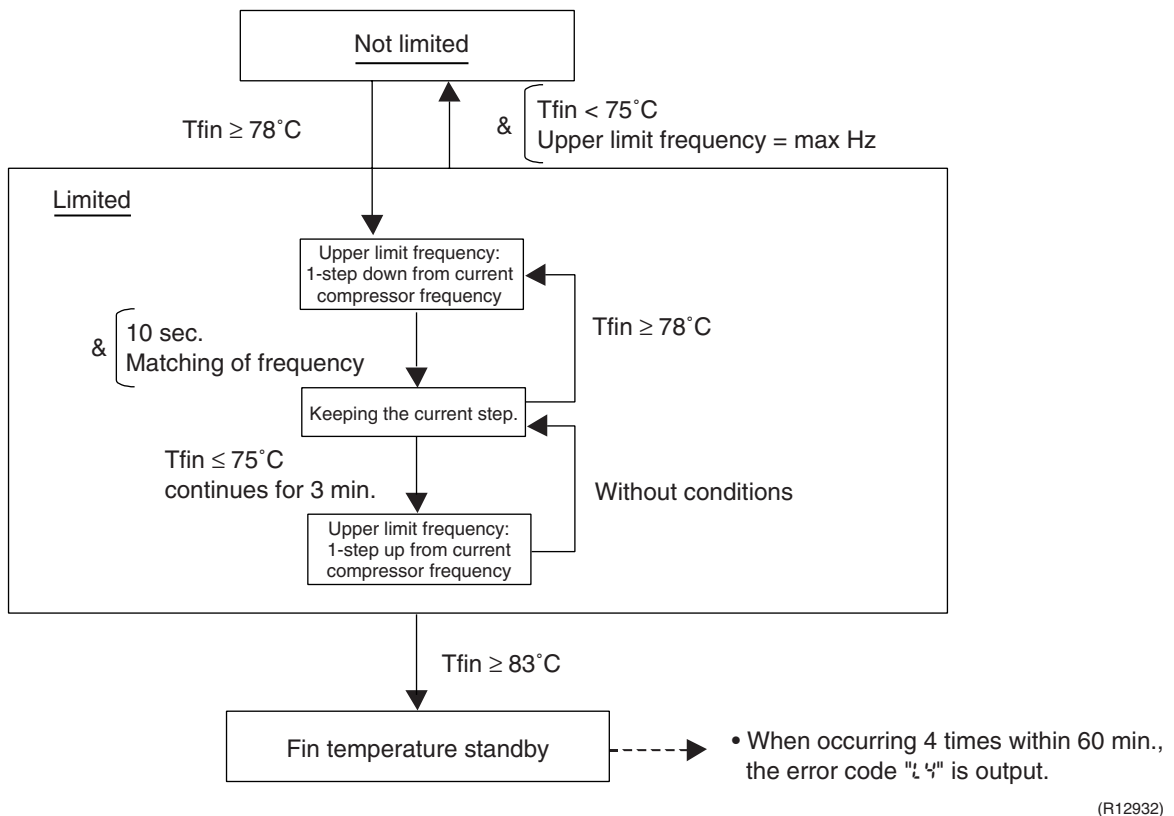 Not limited
Tfin ≥ 78˚C
&
Tfin < 75˚C
Upper limit frequency = max Hz
Limited
Upper limit frequency:
1-step down from current
compressor frequency
&
10 sec.
Matching of frequency
Tfin ≥ 78˚C
Keeping the current step.
Tfin ≤ 75˚C
continues for 3 min.
Without conditions
Upper limit frequency:
1-step up from current
compressor frequency
Tfin ≥ 83˚C
Fin temperature standby
• When occurring 4 times within 60 min.,
the error code "L4" is output.
(R12932)